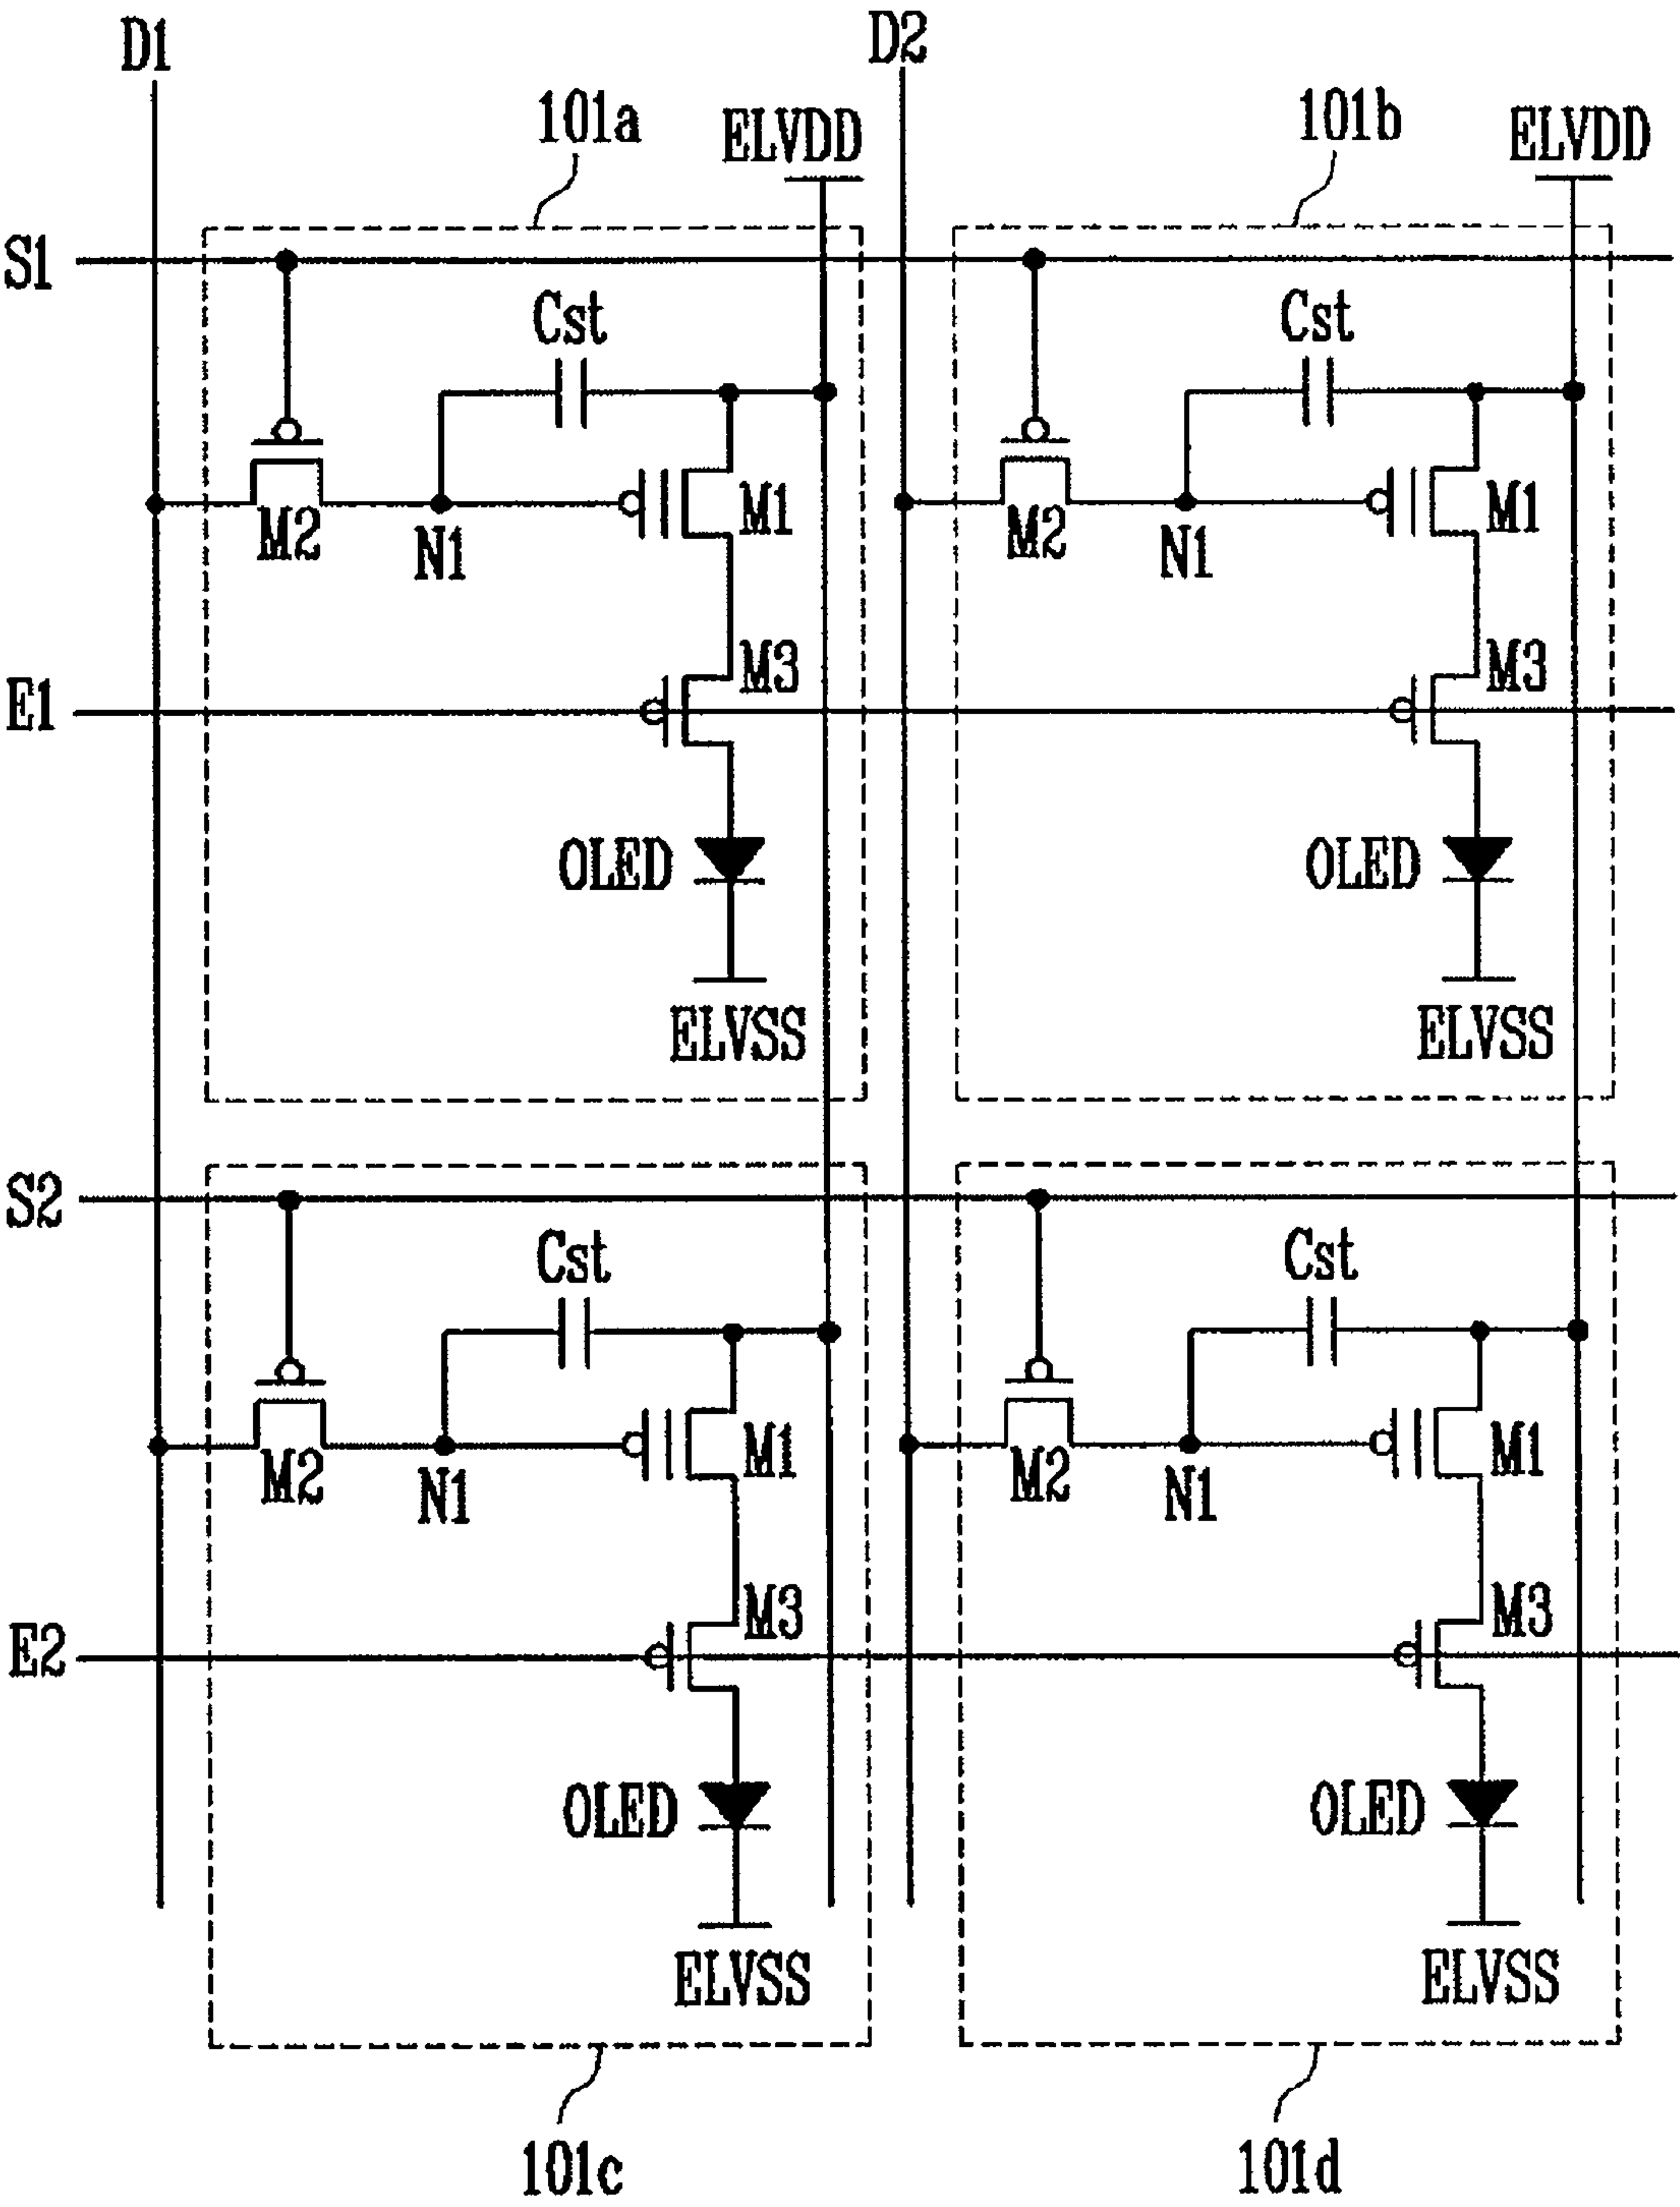 D1 D2
101a ELVDD 101b ELVDD
S1
Cst Cst
M2 N1 M1 M2 N1 M1
M3 M3
E1
OLED OLED
ELVSS ELVSS
S2
Cst Cst
M2 N1 M1 M2 N1 M1
M3 M3
E2
OLED OLED
ELVSS ELVSS
101c 101d